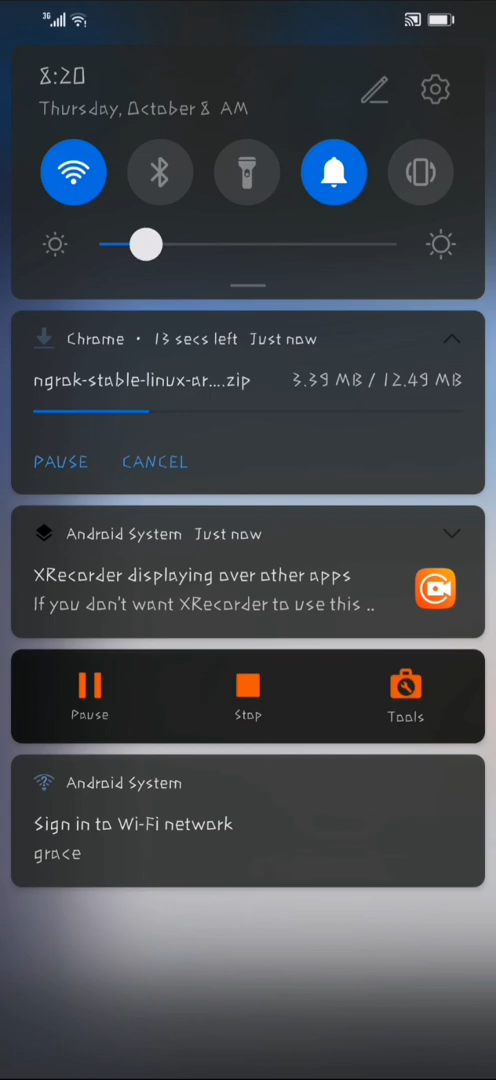 3G
8:20
Thursday, October 8 AM
Chrome • 13 secs left Just now
ngrok-stable-linux-ar....zip 3.39 MB / 12.49 MB
PAUSE CANCEL
Android System Just now
XRecorder displaying over other apps
If you don't want XRecorder to use this ..
Pause Stop Tools
Android System
Sign in to Wi-Fi network
grace